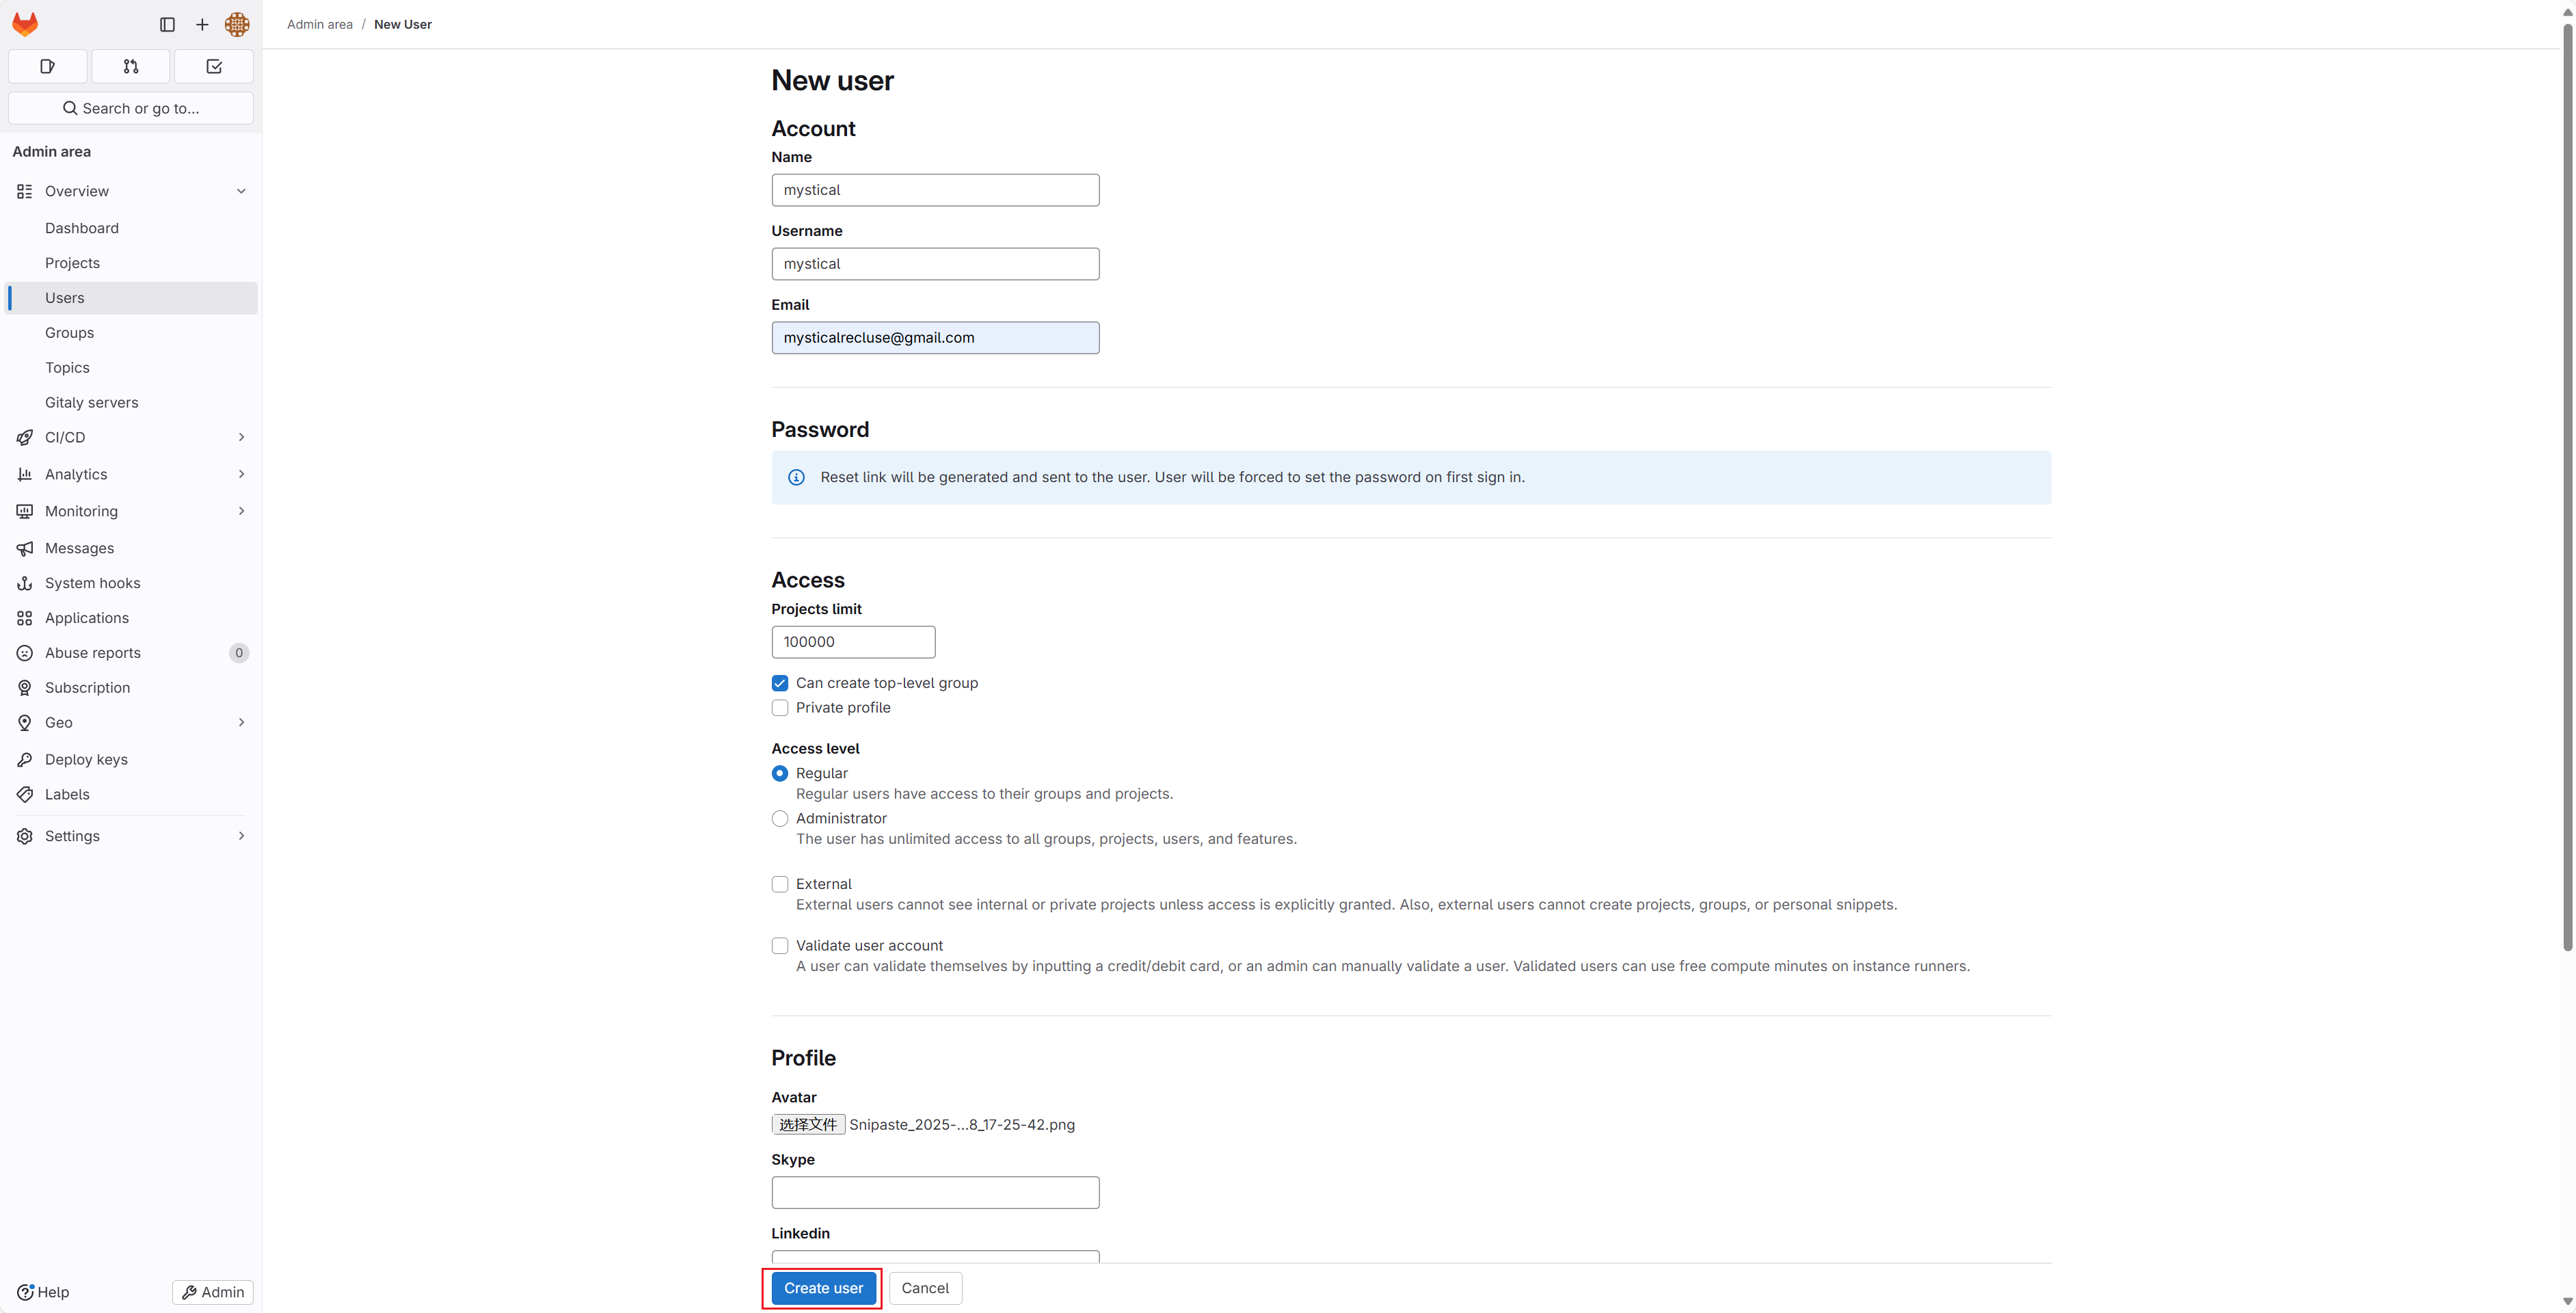 Admin area / New User
Search or go to...
Admin area
Overview
Dashboard
Projects
Users
Groups
Topics
Gitaly servers
CI/CD
Analytics
Monitoring
Messages
System hooks
Applications
Abuse reports 0
Subscription
Geo
Deploy keys
Labels
Settings
Help
Admin
New user
Account
Name
mystical
Username
mystical
Email
mysticalrecluse@gmail.com
Password
Reset link will be generated and sent to the user. User will be forced to set the password on first sign in.
Access
Projects limit
100000
Can create top-level group
Private profile
Access level
Regular
Regular users have access to their groups and projects.
Administrator
The user has unlimited access to all groups, projects, users, and features.
External
External users cannot see internal or private projects unless access is explicitly granted. Also, external users cannot create projects, groups, or personal snippets.
Validate user account
A user can validate themselves by inputting a credit/debit card, or an admin can manually validate a user. Validated users can use free compute minutes on instance runners.
Profile
Avatar
选择文件 Snipaste_2025-...8_17-25-42.png
Skype
Linkedin
Create user
Cancel